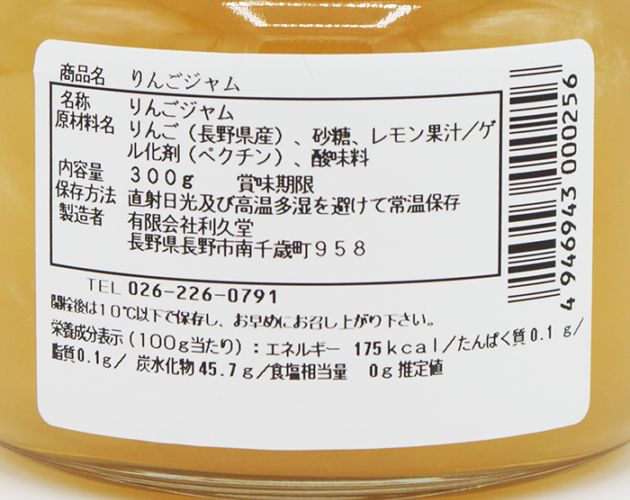 商品名　りんごジャム
名称　りんごジャム
原材料名　りんご（長野県産）、砂糖、レモン果汁／ゲ
ル化剤（ペクチン）、酸味料
内容量　３００ｇ　賞味期限
保存方法　直射日光及び高温多湿を避けて常温保存
製造者　有限会社利久堂
長野県長野市南千歳町９５８
TEL 026-226-0791
開栓後は10℃以下で保存し、お早めにお召し上がり下さい。
栄養成分表示（100g当たり）：エネルギー　175kcal／たんぱく質0.1g／
脂質0.1g／ 炭水化物45.7g／食塩相当量　0g 推定値
4 946943 000256